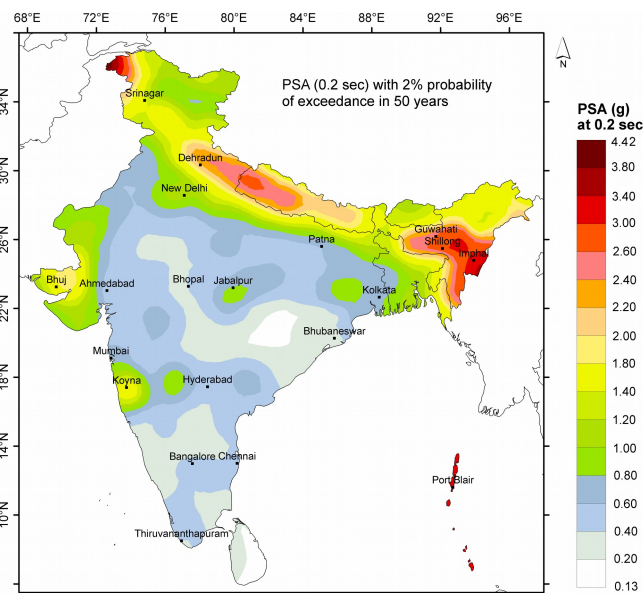 68°E 72°E 76°E 80°E 84°E 88°E 92°E 96°E
N
PSA (0.2 sec) with 2% probability
of exceedance in 50 years
PSA (g)
at 0.2 sec
4.42
3.80
3.40
3.00
2.60
2.40
2.20
2.00
1.80
1.40
1.20
1.00
0.80
0.60
0.40
0.20
0.13
34°N
30°N
26°N
22°N
18°N
14°N
10°N
Srinagar
Dehradun
New Delhi
Patna
Guwahati
Shillong
Imphal
Bhuj
Ahmedabad
Bhopal
Jabalpur
Kolkata
Bhubaneswar
Mumbai
Koyna
Hyderabad
Bangalore
Chennai
Port Blair
Thiruvananthapuram